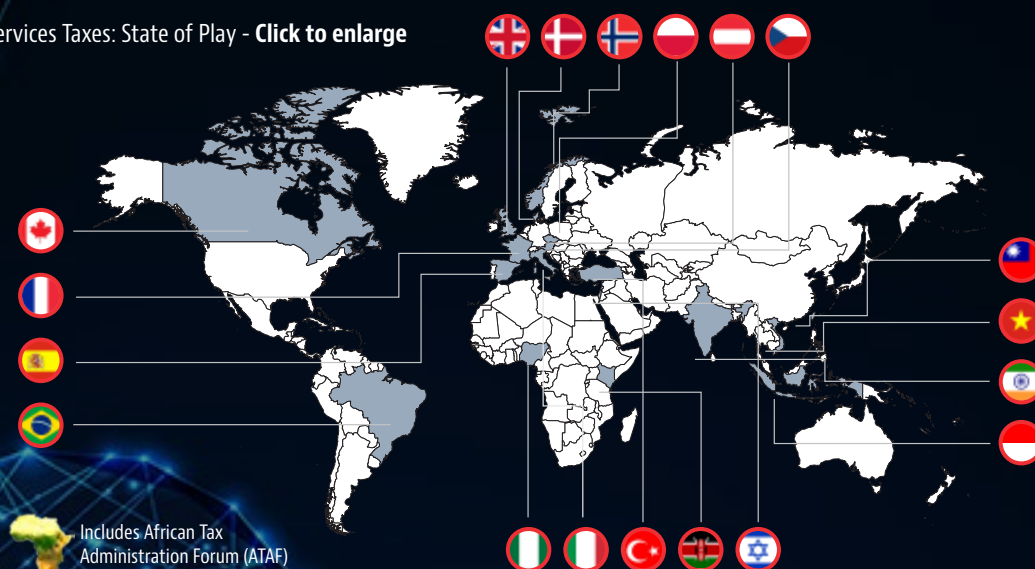 ervices Taxes: State of Play - Click to enlarge
Includes African Tax
Administration Forum (ATAF)